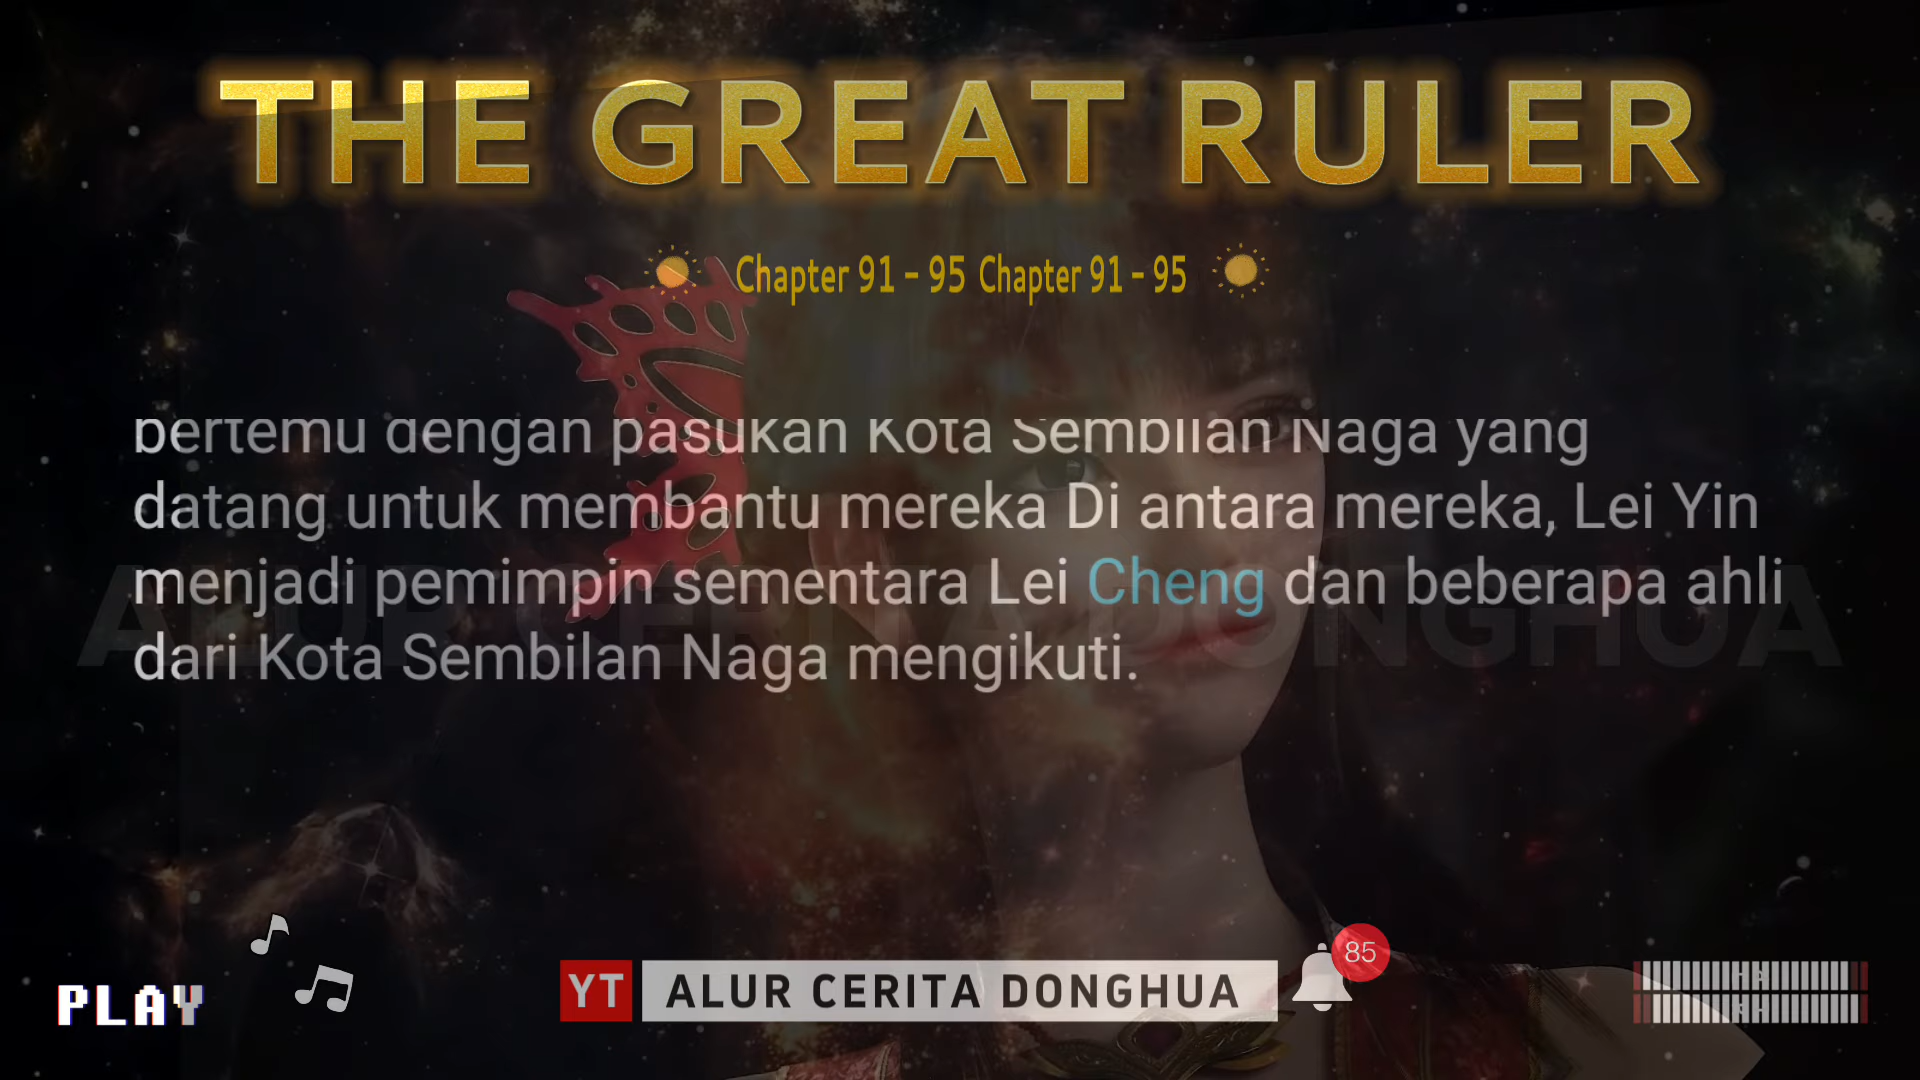 THE GREAT RULER
Chapter 91 – 95 Chapter 91 – 95
bertemu dengan pasukan Kota Sembilan Naga yang
datang untuk membantu mereka Di antara mereka, Lei Yin
menjadi pemimpin sementara Lei Cheng dan beberapa ahli
dari Kota Sembilan Naga mengikuti.
ALUR CERITA DONGHUA
PLAY
YT ALUR CERITA DONGHUA
85